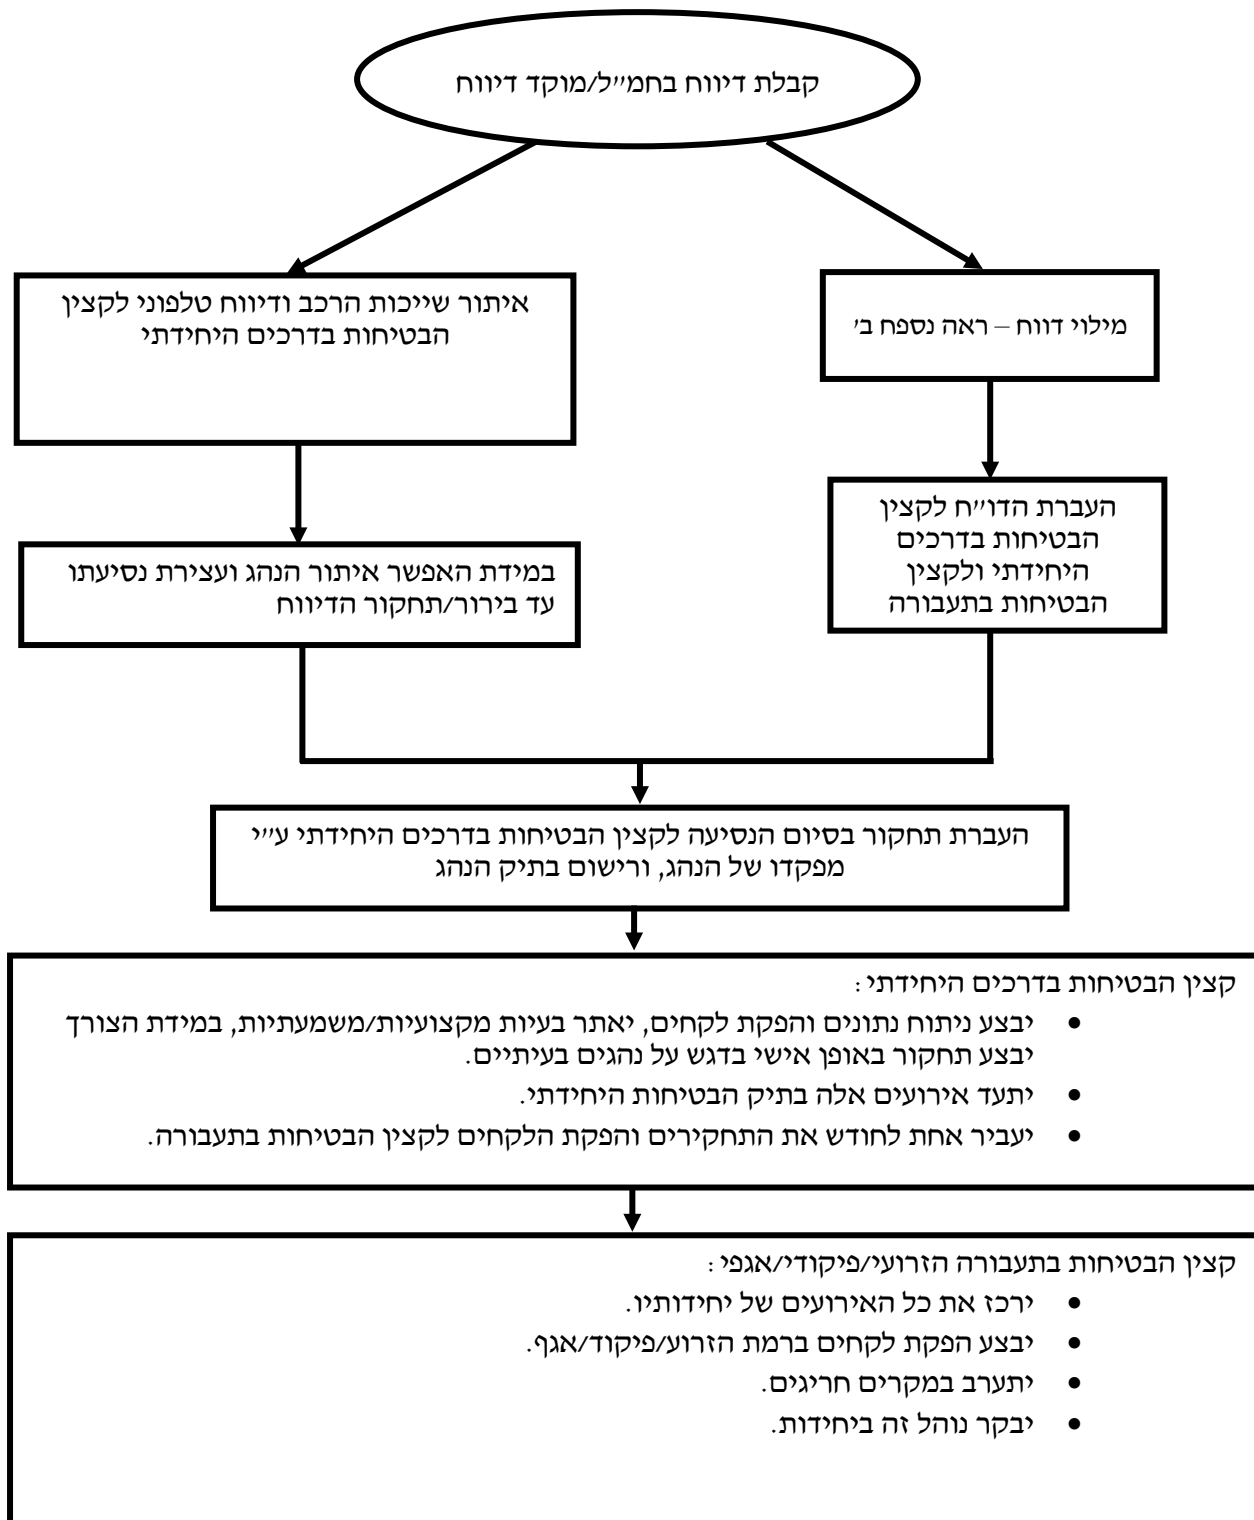 קבלת דיווח בחמ״ל/מוקד דיווח
מילוי דווח – ראה נספח ב׳
איתור שייכות הרכב ודיווח טלפוני לקצין
הבטיחות בדרכים היחידתי
העברת הדו״ח לקצין
הבטיחות בדרכים
היחידתי ולקצין
הבטיחות בתעבורה
במידת האפשר איתור הנהג ועצירת נסיעתו
עד בירור/תחקור הדיווח
העברת תחקור בסיום הנסיעה לקצין הבטיחות בדרכים היחידתי ע״י
מפקדו של הנהג, ורישום בתיק הנהג
קצין הבטיחות בדרכים היחידתי:
• יבצע ניתוח נתונים והפקת לקחים, יאתר בעיות מקצועיות/משמעתיות, במידת הצורך
יבצע תחקור באופן אישי בדגש על נהגים בעיתיים.
• יתעד אירועים אלה בתיק הבטיחות היחידתי.
• יעביר אחת לחודש את התחקירים והפקת הלקחים לקצין הבטיחות בתעבורה.
קצין הבטיחות בתעבורה הזרועי/פיקודי/אגפי:
• ירכז את כל האירועים של יחידותיו.
• יבצע הפקת לקחים ברמת הזרוע/פיקוד/אגף.
• יתערב במקרים חריגים.
• יבקר נוהל זה ביחידות.